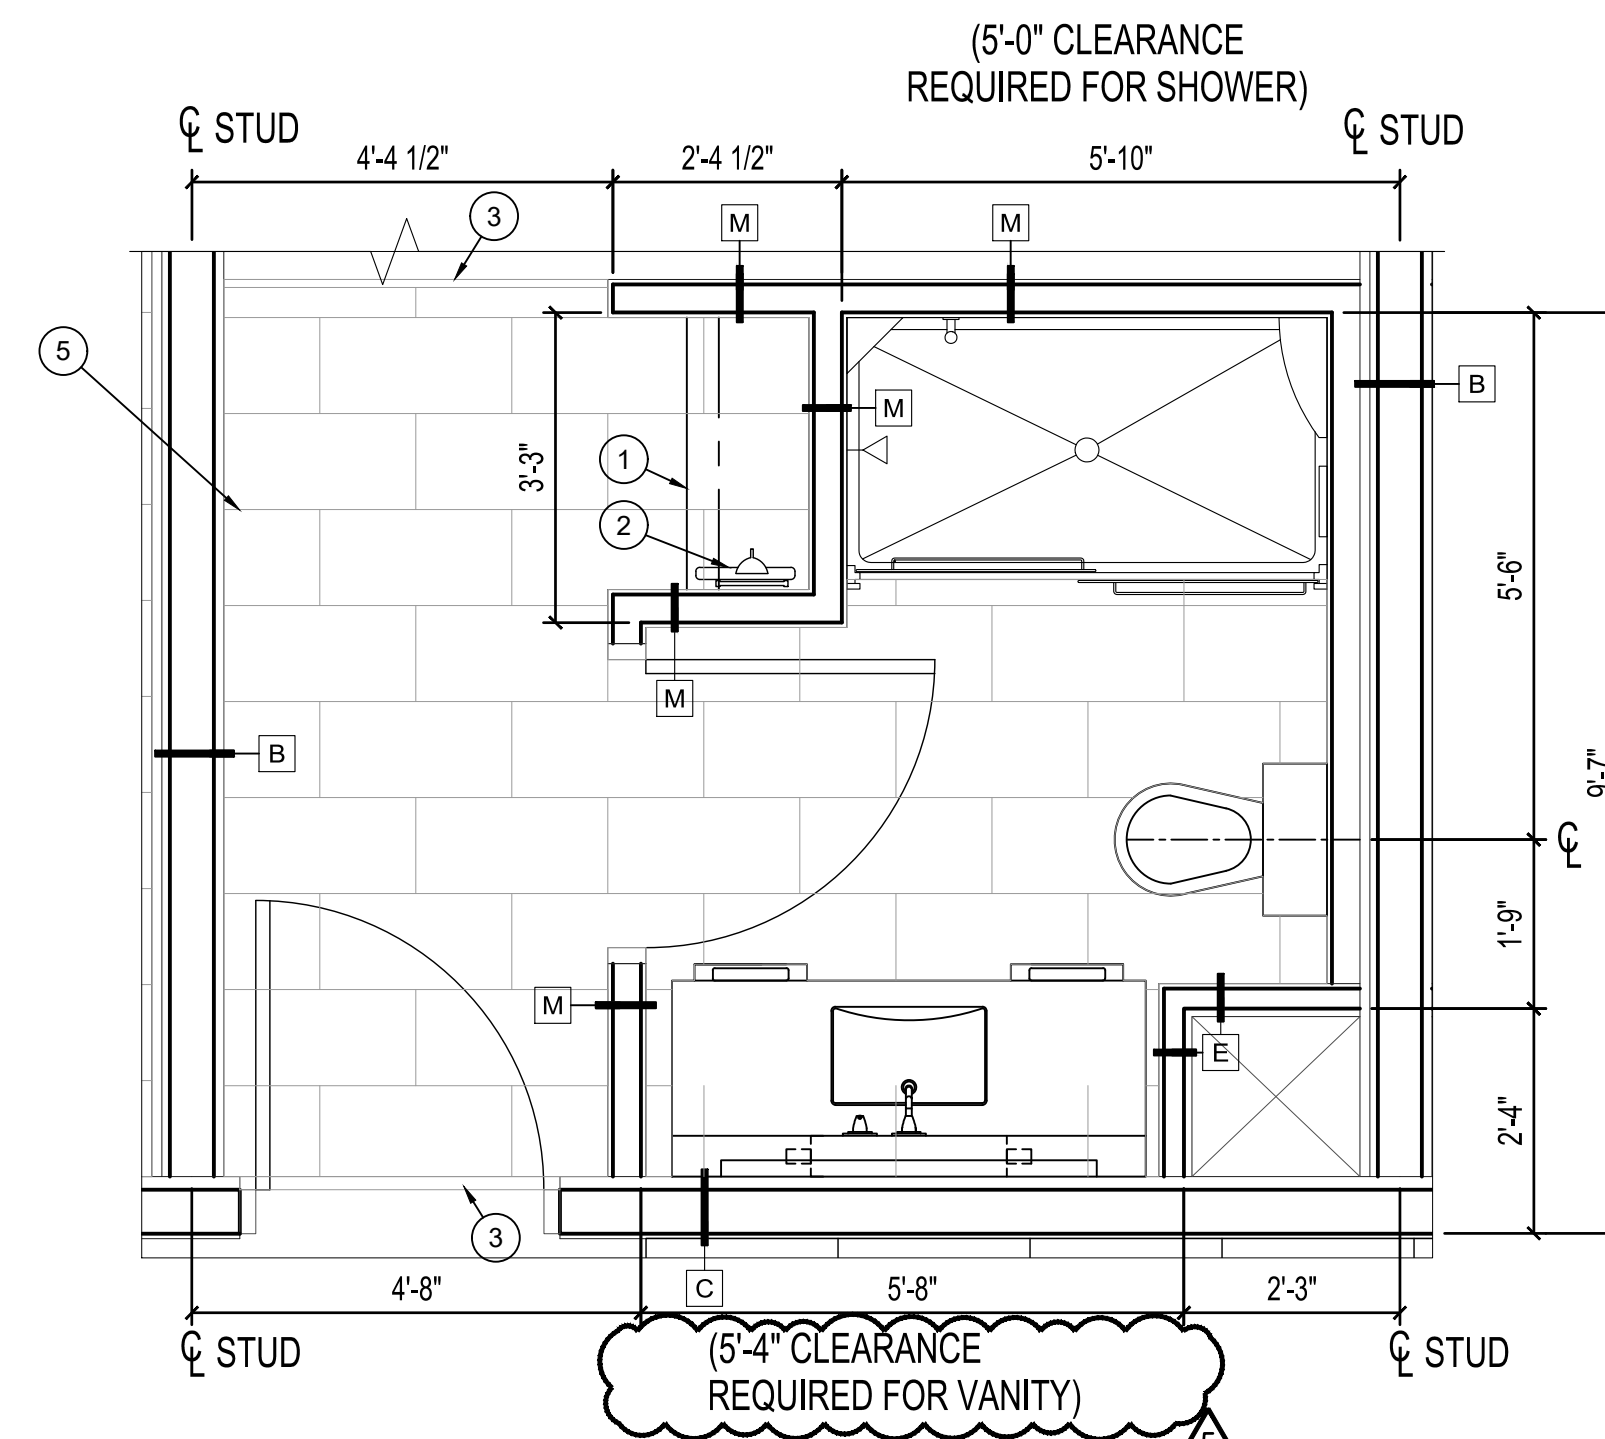 (5'-0" CLEARANCE
REQUIRED FOR SHOWER)
℄ STUD
℄ STUD
4'-4 1/2"
2'-4 1/2"
5'-10"
3
M
M
5
B
M
1
3'-3"
2
5'-6"
M
B
9'-7"
℄
1'-9"
M
E
2'-4"
3
C
4'-8"
5'-8"
2'-3"
℄ STUD
(5'-4" CLEARANCE
REQUIRED FOR VANITY)
℄ STUD